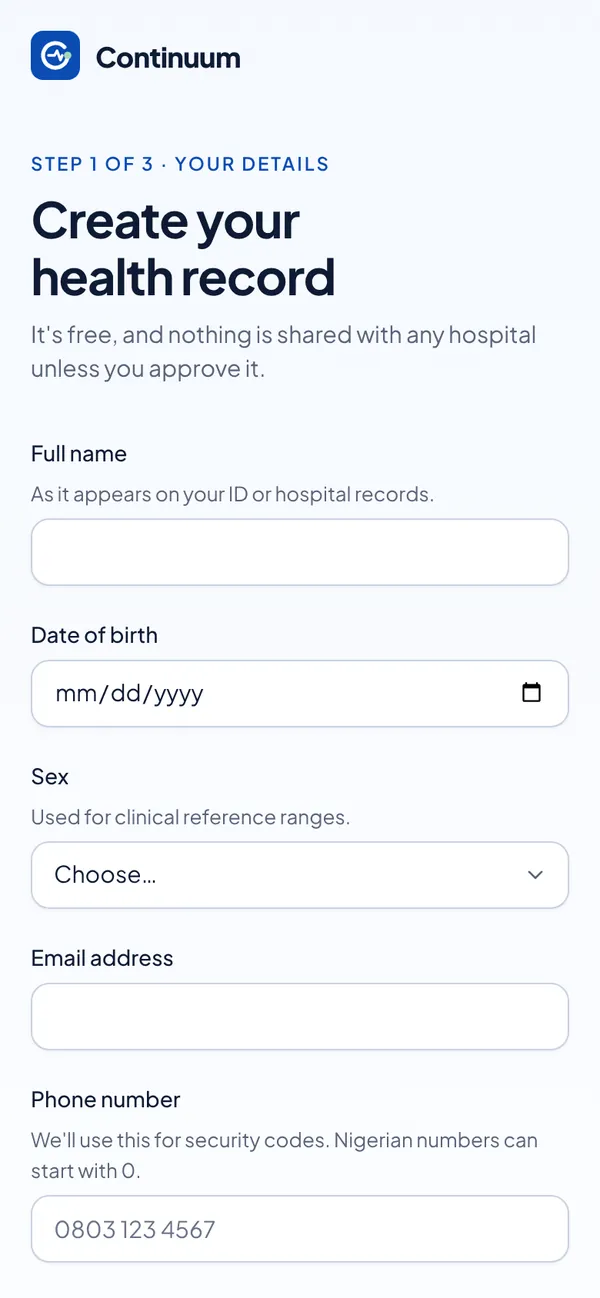 Continuum
STEP 1 OF 3 · YOUR DETAILS
Create your
health record
It's free, and nothing is shared with any hospital
unless you approve it.
Full name
As it appears on your ID or hospital records.
Date of birth
mm/dd/yyyy
Sex
Used for clinical reference ranges.
Choose...
Email address
Phone number
We'll use this for security codes. Nigerian numbers can
start with 0.
0803 123 4567